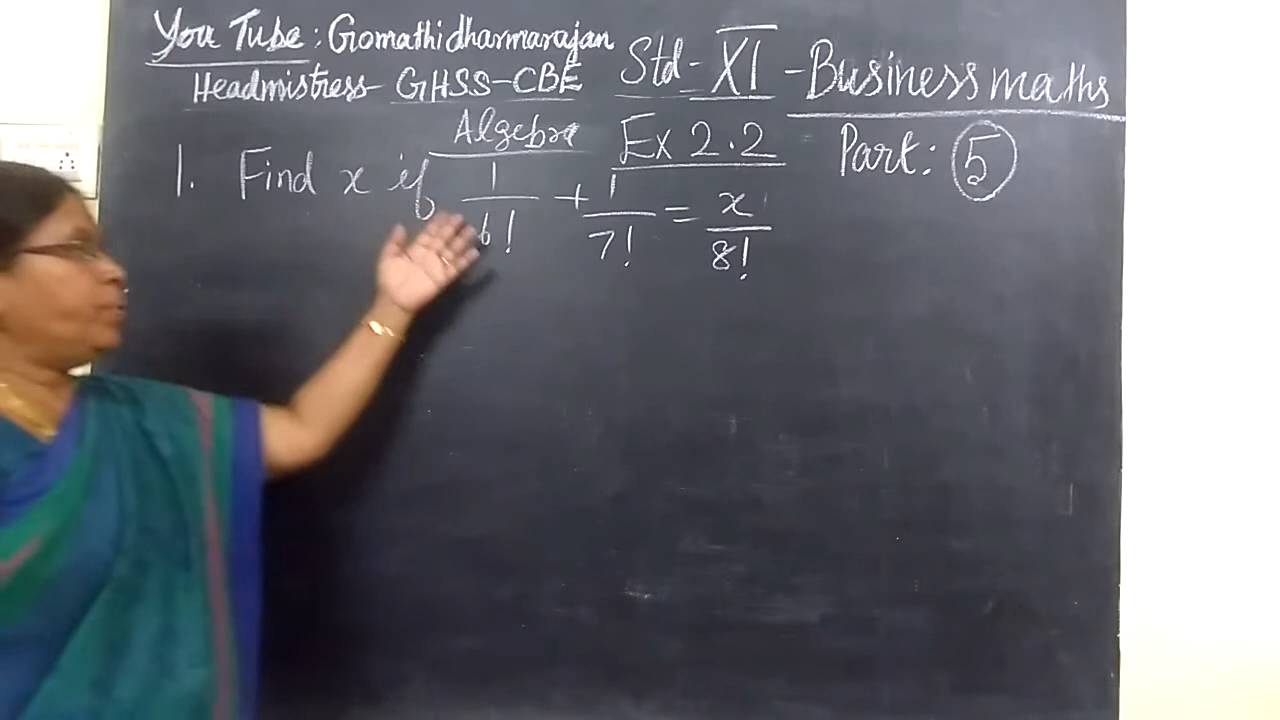 You Tube: Gomathidharmarajan
Headmistress- GHSS-CBE
Std- XI - Business maths
Algebra Ex 2.2 Part: 5
1. Find x if 1/6! + 1/7! = x/8!